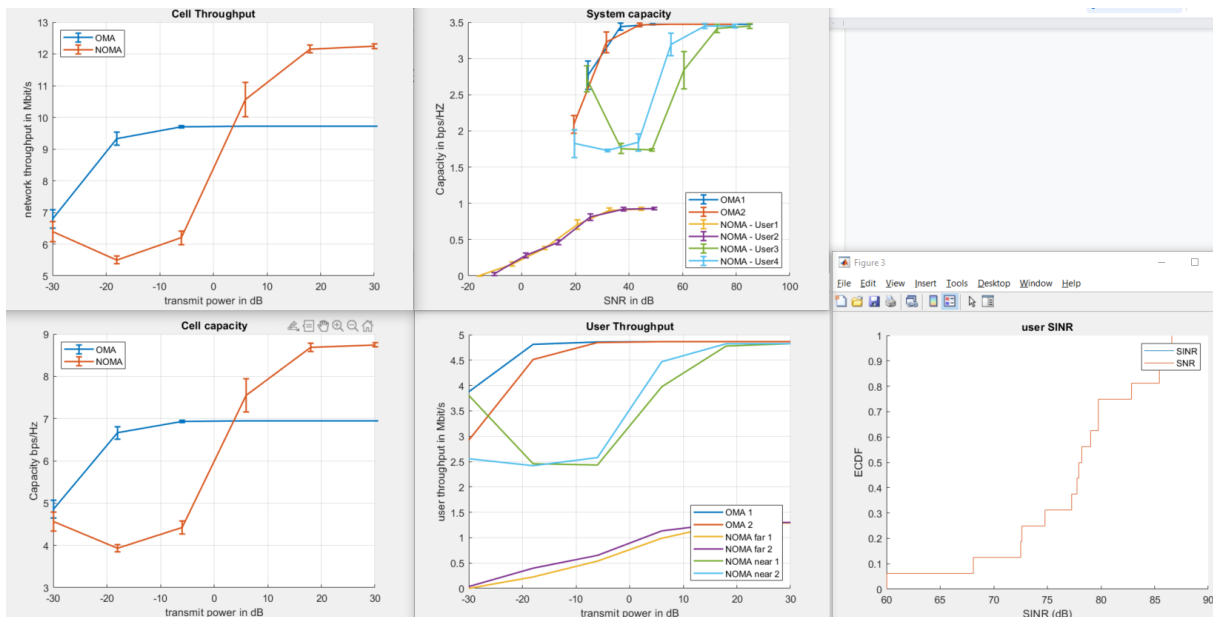 Cell Throughput
13
12
11
10
9
8
7
6
5
-30
-20
-10
0
10
20
30
network throughput in Mbit/s
transmit power in dB
OMA
NOMA
System capacity
3.5
3
2.5
2
1.5
1
0.5
0
-20
0
20
40
60
80
100
Capacity in bps/HZ
SNR in dB
OMA1
OMA2
NOMA - User1
NOMA - User2
NOMA - User3
NOMA - User4
Cell capacity
9
8
7
6
5
4
3
-30
-20
-10
0
10
20
30
Capacity bps/Hz
transmit power in dB
OMA
NOMA
User Throughput
5
4.5
4
3.5
3
2.5
2
1.5
1
0.5
0
-30
-20
-10
0
10
20
30
user throughput in Mbit/s
transmit power in dB
OMA 1
OMA 2
NOMA far 1
NOMA far 2
NOMA near 1
NOMA near 2
Figure 3
File Edit View Insert Tools Desktop Window Help
user SINR
1
0.9
0.8
0.7
0.6
0.5
0.4
0.3
0.2
0.1
0
60
65
70
75
80
85
90
ECDF
SINR (dB)
SINR
SNR